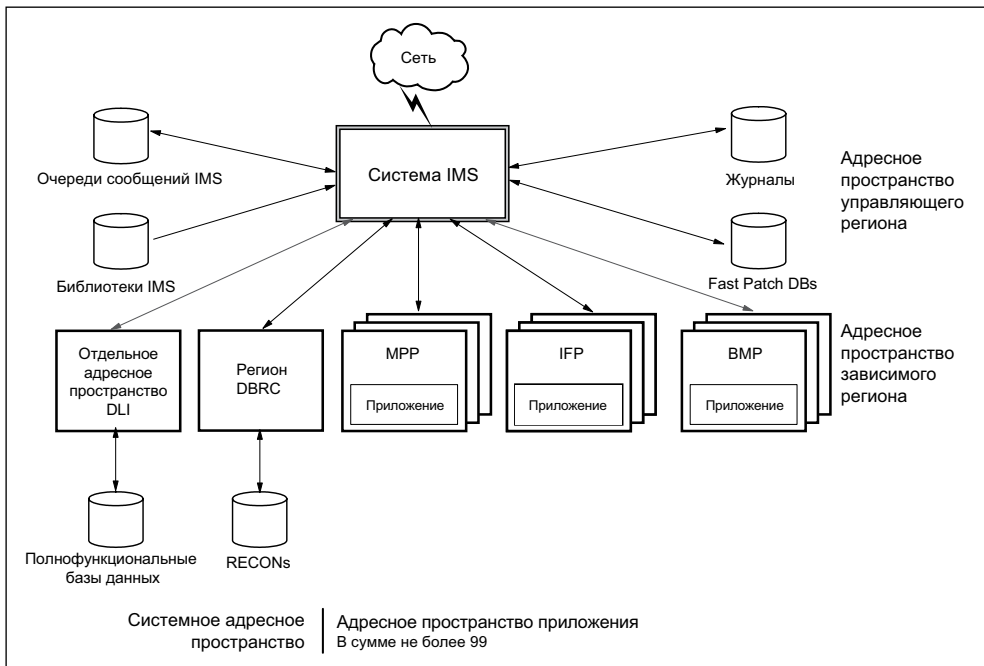 Сеть
Очереди сообщений IMS
Система IMS
Журналы
Адресное
пространство
управляющего
региона
Библиотеки IMS
Fast Patch DBs
Отдельное
адресное
пространство
DLI
Регион
DBRC
MPP
Приложение
IFP
Приложение
BMP
Приложение
Адресное
пространство
зависимого
региона
Полнофункциональные
базы данных
RECONs
Системное адресное
пространство
Адресное пространство приложения
В сумме не более 99